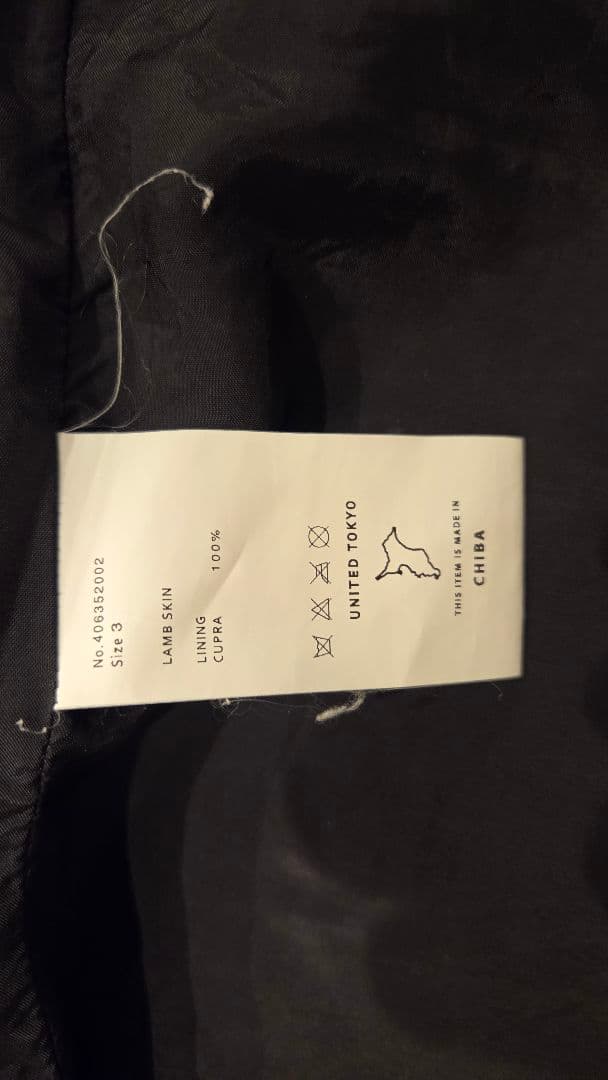 No.406352002
Size 3
LAMB SKIN
LINING
CUPRA 100%
UNITED TOKYO
THIS ITEM IS MADE IN
CHIBA